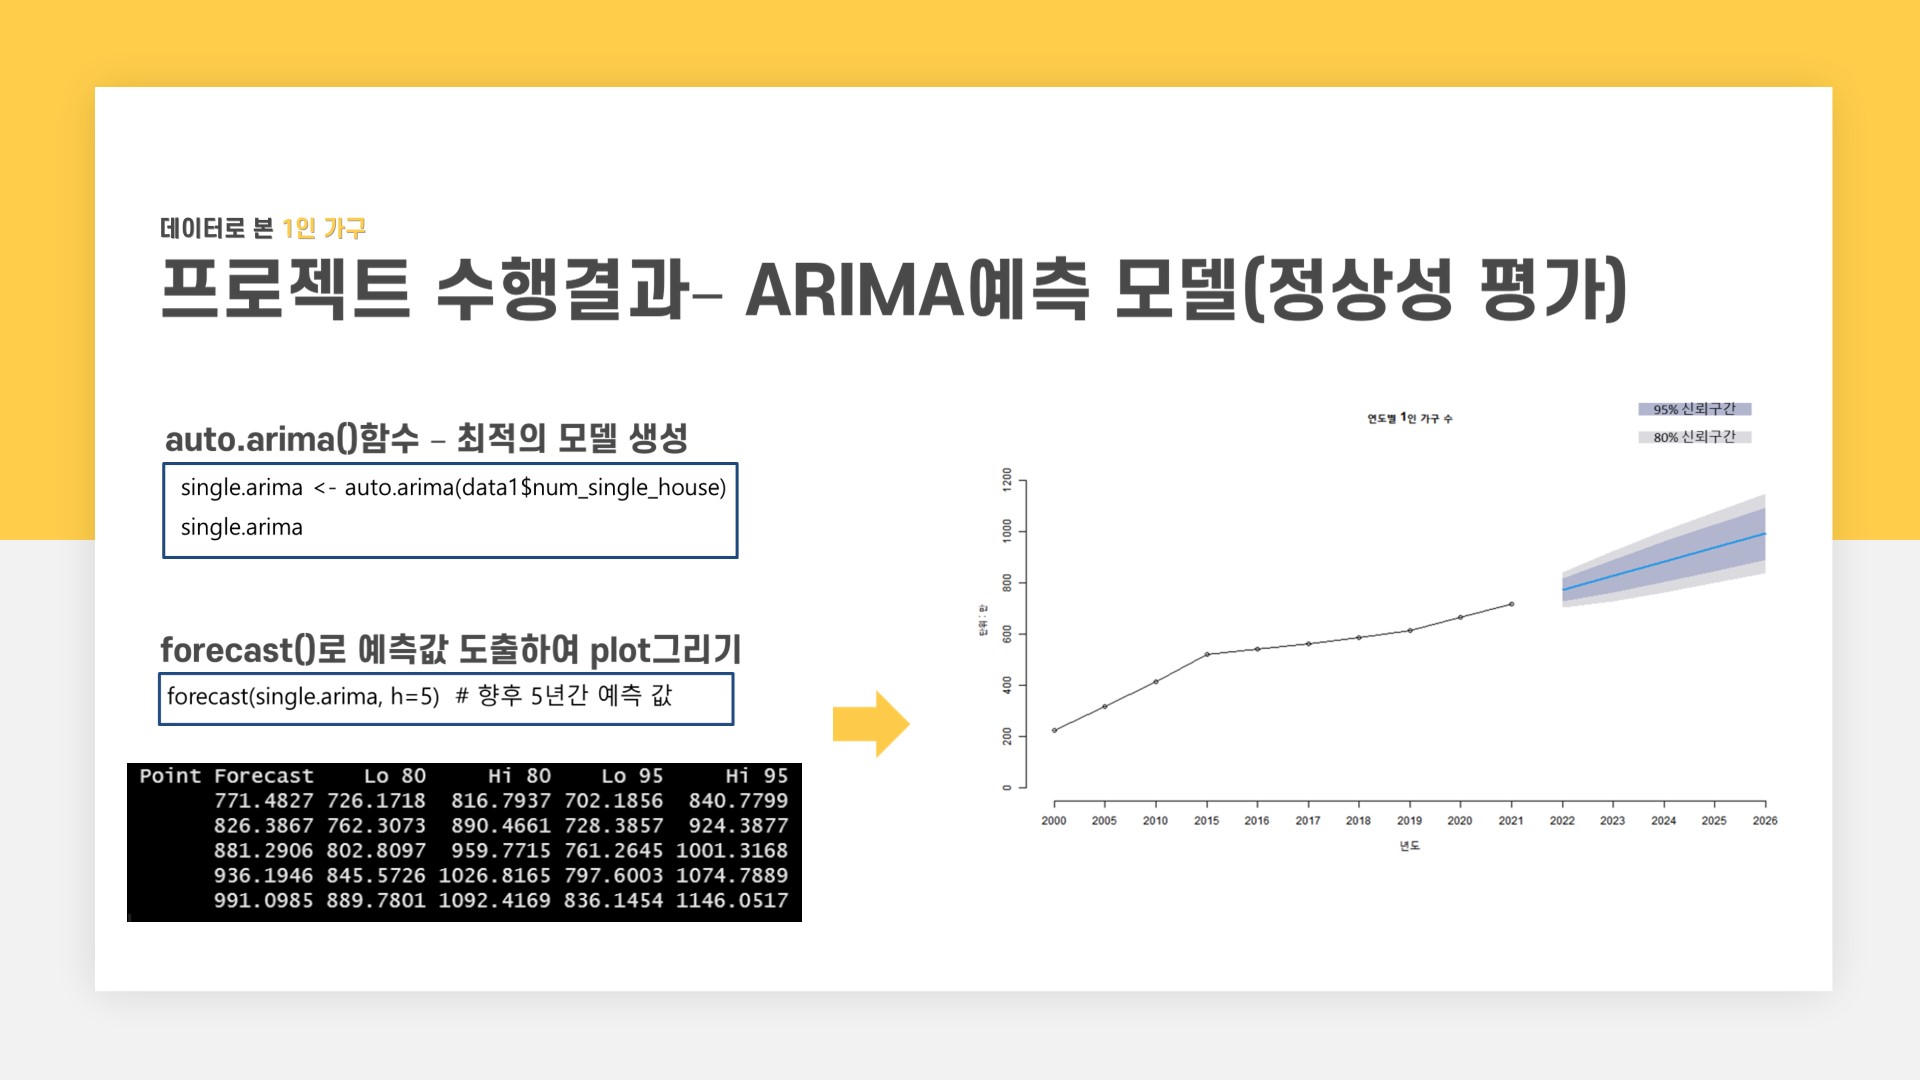 데이터로 본 1인 가구
프로젝트 수행결과– ARIMA예측 모델(정상성 평가)
auto.arima()함수 – 최적의 모델 생성
single.arima <- auto.arima(data1$num_single_house)
single.arima
forecast()로 예측값 도출하여 plot그리기
forecast(single.arima, h=5) # 향후 5년간 예측 값
Point Forecast Lo 80 Hi 80 Lo 95 Hi 95
771.4827 726.1718 816.7937 702.1856 840.7799
826.3867 762.3073 890.4661 728.3857 924.3877
881.2906 802.8097 959.7715 761.2645 1001.3168
936.1946 845.5726 1026.8165 797.6003 1074.7889
991.0985 889.7801 1092.4169 836.1454 1146.0517
연도별 1인 가구 수
95% 신뢰구간
80% 신뢰구간
단위 : 만
1200
1000
800
600
400
200
0
2000 2005 2010 2015 2016 2017 2018 2019 2020 2021 2022 2023 2024 2025 2026
년도